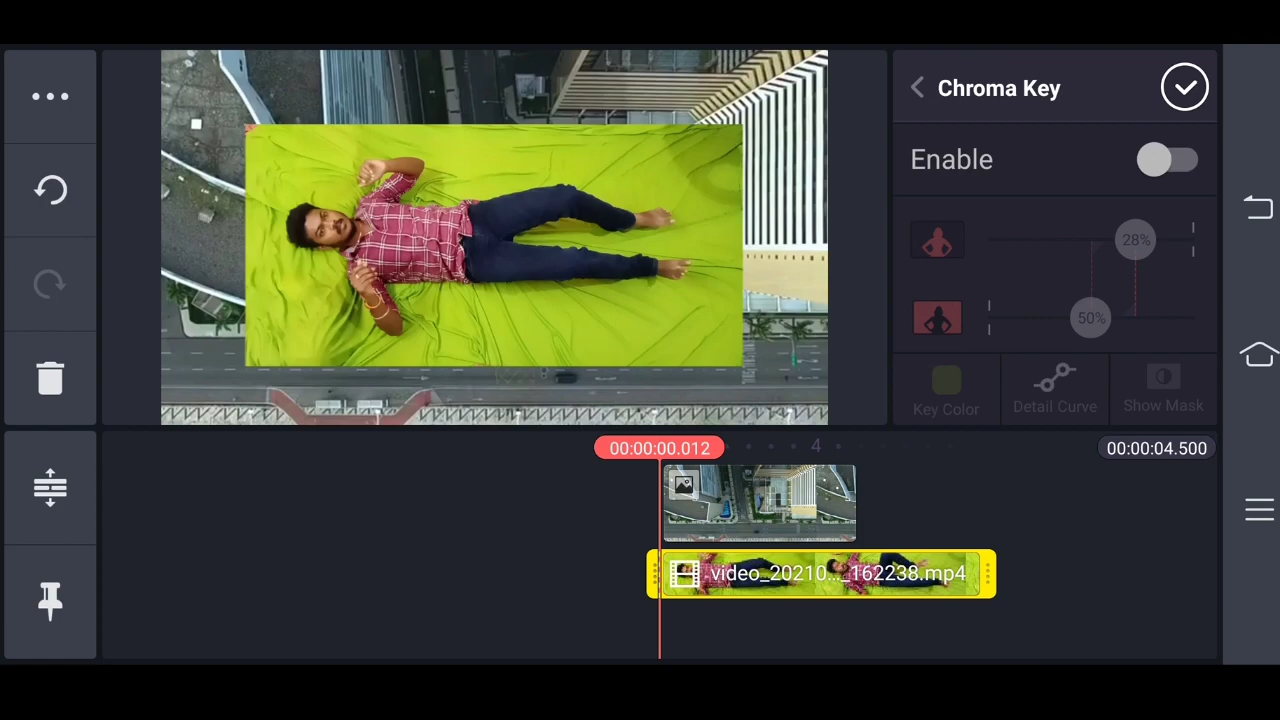 Chroma Key
Enable
28%
50%
Key Color
Detail Curve
Show Mask
00:00:00.012
4
00:00:04.500
video_20210..._162238.mp4